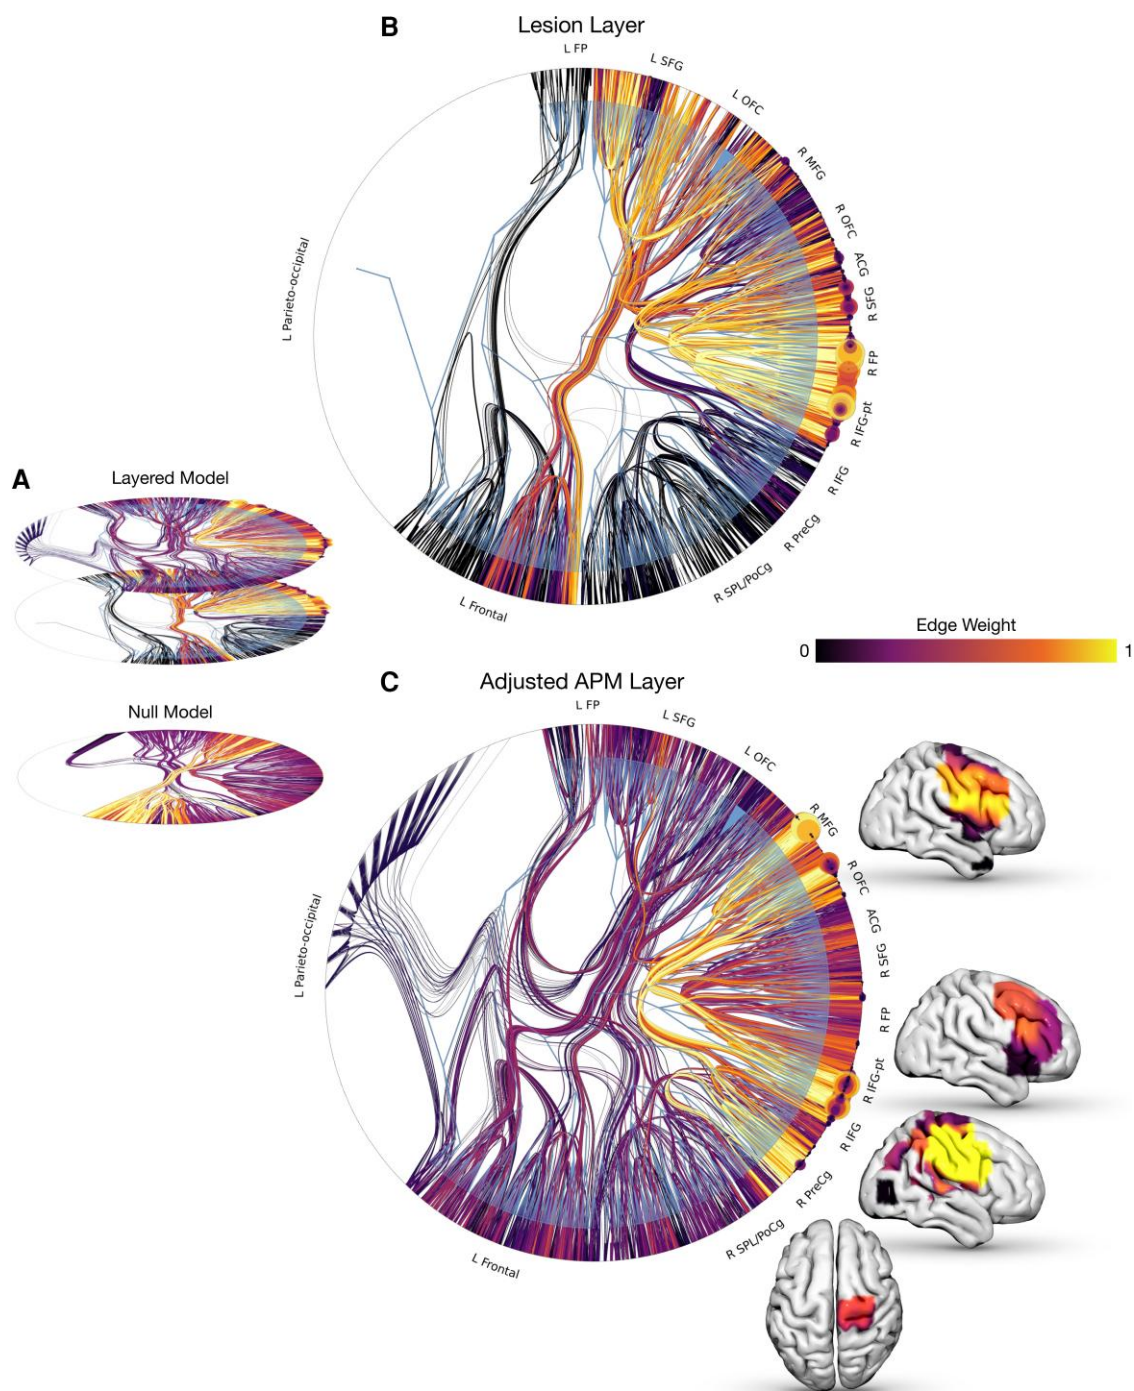 B
Lesion Layer
L FP
L SFG
L OFC
R MFG
R OFC
ACG
R SFG
R FP
R IFG-pt
R IFG
R PreCg
R SPL/PoCg
L Frontal
L Parieto-occipital
A
Layered Model
Null Model
Edge Weight
0
1
C
Adjusted APM Layer
L FP
L SFG
L OFC
R MFG
R OFC
ACG
R SFG
R FP
R IFG-pt
R IFG
R PreCg
R SPL/PoCg
L Frontal
L Parieto-occipital